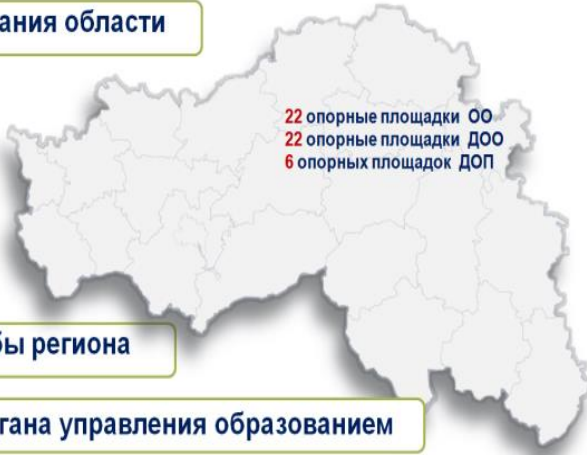 ания области
22 опорные площадки ОО
22 опорные площадки ДОО
6 опорных площадок ДОП
бы региона
гана управления образованием